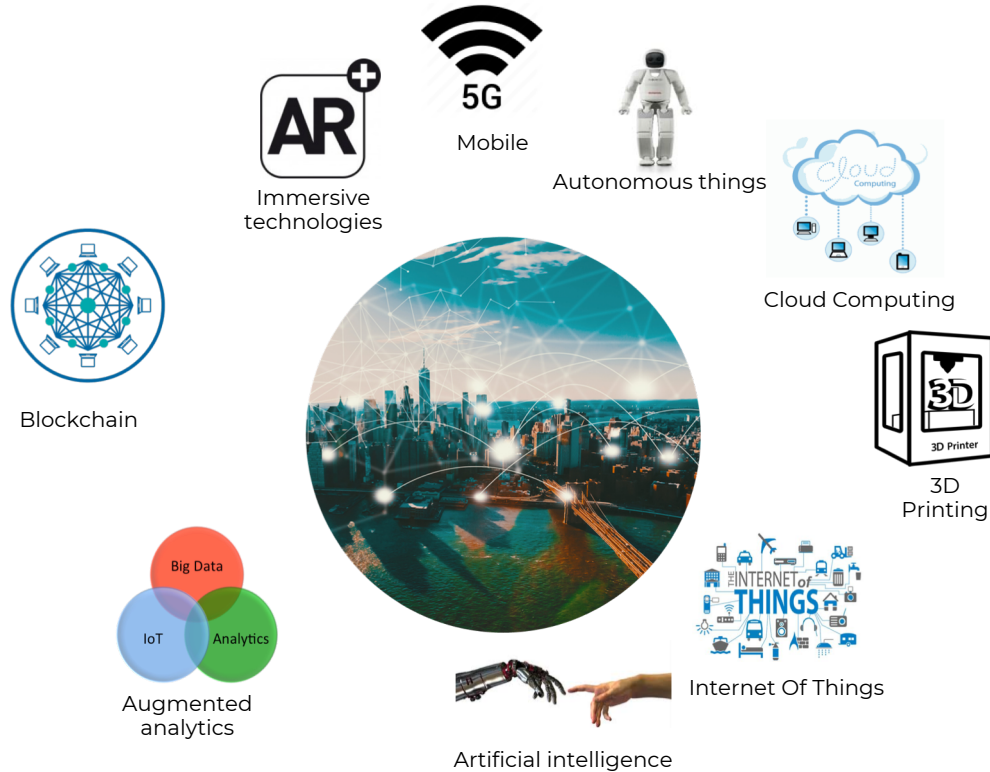 5G
Mobile
AR
+
Immersive
technologies
Autonomous things
Cloud
Computing
Cloud Computing
Blockchain
3D
3D Printer
3D
Printing
Big Data
IoT
Analytics
Augmented
analytics
THE
INTERNET of
THINGS
Internet Of Things
Artificial intelligence